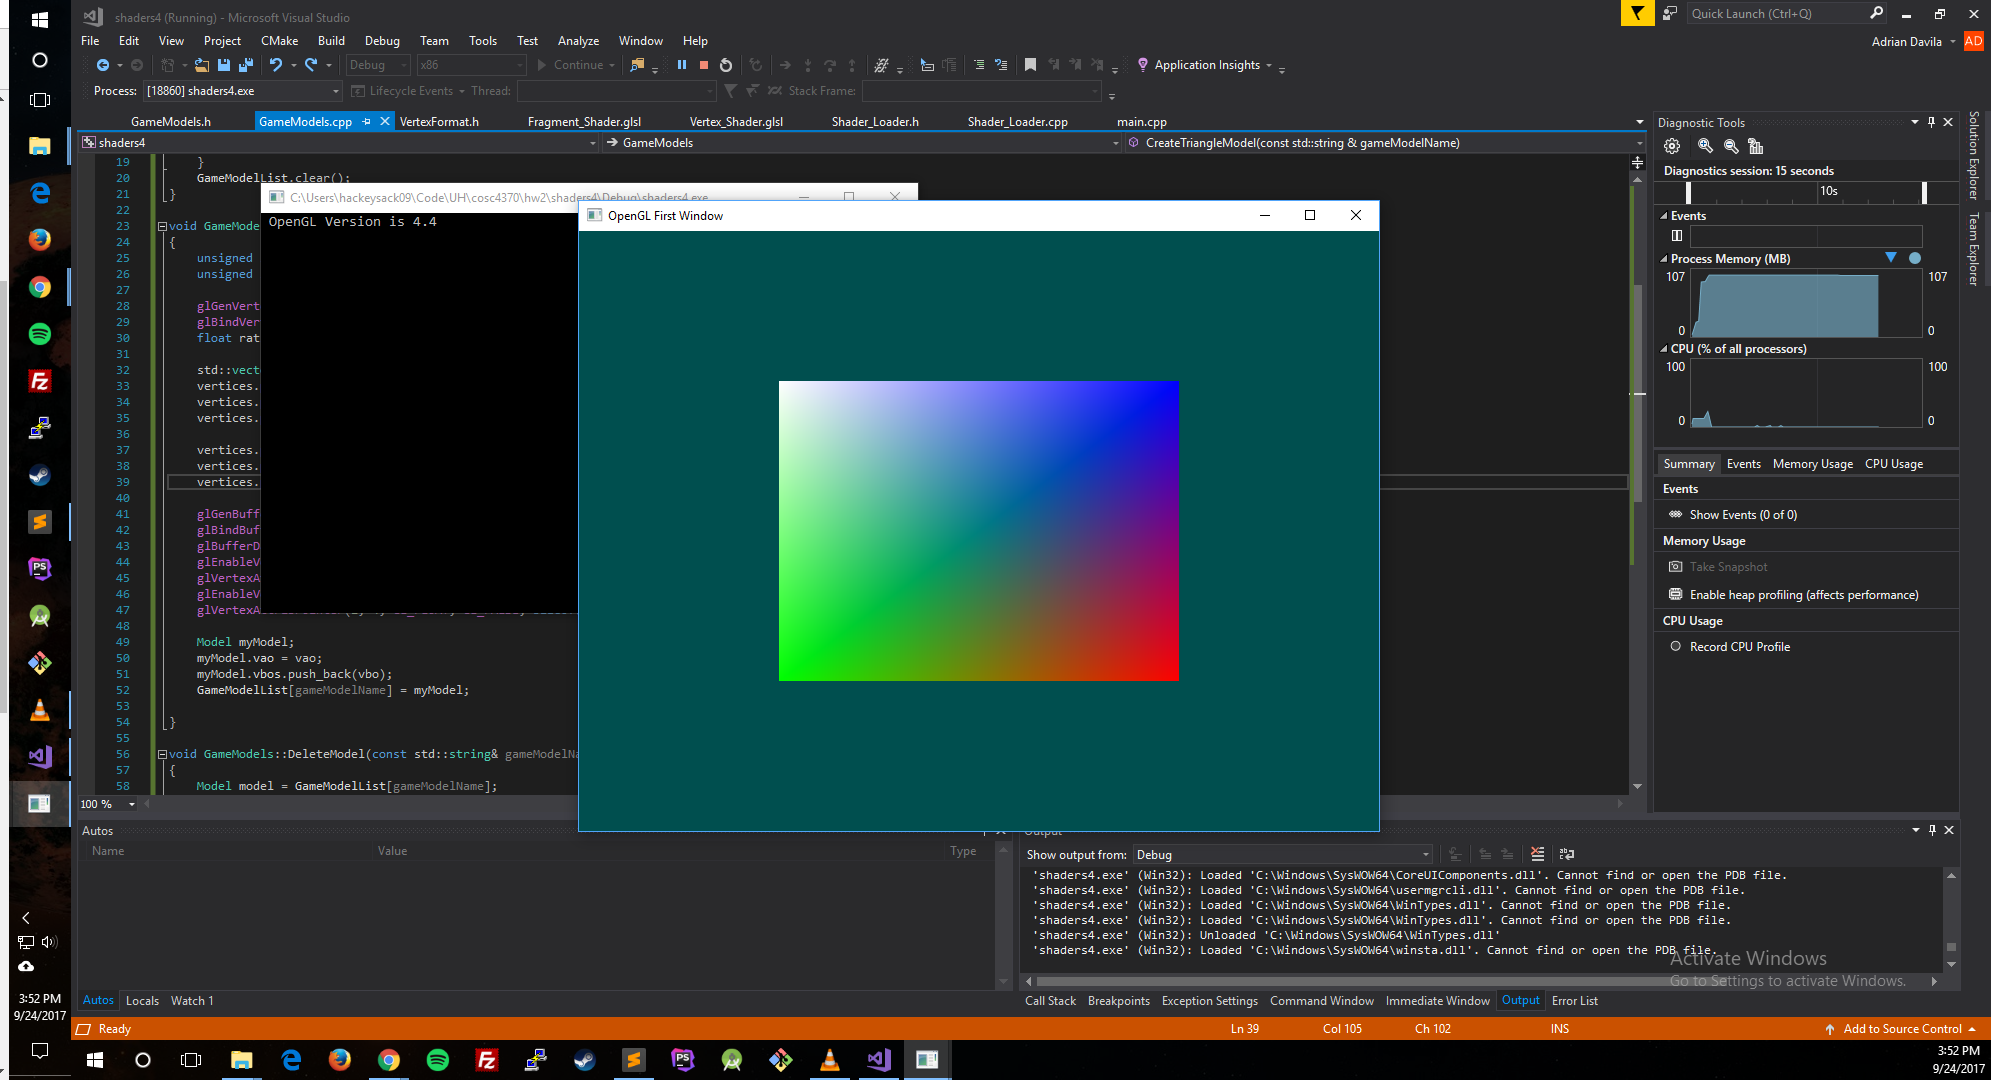 shaders4 (Running) - Microsoft Visual Studio
Quick Launch (Ctrl+Q)
File Edit View Project CMake Build Debug Team Tools Test Analyze Window Help
Adrian Davila AD
Debug x86 Continue Application Insights
Process: [18860] shaders4.exe Lifecycle Events Thread: Stack Frame:
GameModels.h GameModels.cpp VertexFormat.h Fragment_Shader.glsl Vertex_Shader.glsl Shader_Loader.h Shader_Loader.cpp main.cpp
shaders4 GameModels CreateTriangleModel(const std::string & gameModelName)
19 }
20 GameModelList.clear();
21 }
22
23 void GameMode
24 {
25 unsigned
26 unsigned
27
28 glGenVert
29 glBindVer
30 float rat
31
32 std::vect
33 vertices.
34 vertices.
35 vertices.
36
37 vertices.
38 vertices.
39 vertices.
40
41 glGenBuff
42 glBindBuf
43 glBufferD
44 glEnableV
45 glVertexA
46 glEnableV
47 glVertexA
48
49 Model myModel;
50 myModel.vao = vao;
51 myModel.vbos.push_back(vbo);
52 GameModelList[gameModelName] = myModel;
53
54 }
55
56 void GameModels::DeleteModel(const std::string& gameModelNa
57 {
58 Model model = GameModelList[gameModelName];
100 %
C:\Users\hackeysack09\Code\UH\cosc4370\hw2\shaders4\Debug\shaders4.exe
OpenGL Version is 4.4
OpenGL First Window
Diagnostic Tools
Diagnostics session: 15 seconds
10s
Events
Process Memory (MB)
107 107
0 0
CPU (% of all processors)
100 100
0 0
Summary Events Memory Usage CPU Usage
Events
Show Events (0 of 0)
Memory Usage
Take Snapshot
Enable heap profiling (affects performance)
CPU Usage
Record CPU Profile
Solution Explorer
Team Explorer
Autos
Name Value Type
Autos Locals Watch 1
Output
Show output from: Debug
'shaders4.exe' (Win32): Loaded 'C:\Windows\SysWOW64\CoreUIComponents.dll'. Cannot find or open the PDB file.
'shaders4.exe' (Win32): Loaded 'C:\Windows\SysWOW64\usermgrcli.dll'. Cannot find or open the PDB file.
'shaders4.exe' (Win32): Loaded 'C:\Windows\SysWOW64\WinTypes.dll'. Cannot find or open the PDB file.
'shaders4.exe' (Win32): Loaded 'C:\Windows\SysWOW64\WinTypes.dll'. Cannot find or open the PDB file.
'shaders4.exe' (Win32): Unloaded 'C:\Windows\SysWOW64\WinTypes.dll'
'shaders4.exe' (Win32): Loaded 'C:\Windows\SysWOW64\winsta.dll'. Cannot find or open the PDB file.
Activate Windows
Go to Settings to activate Windows.
Call Stack Breakpoints Exception Settings Command Window Immediate Window Output Error List
Ready Ln 39 Col 105 Ch 102 INS Add to Source Control
3:52 PM
9/24/2017
3:52 PM
9/24/2017